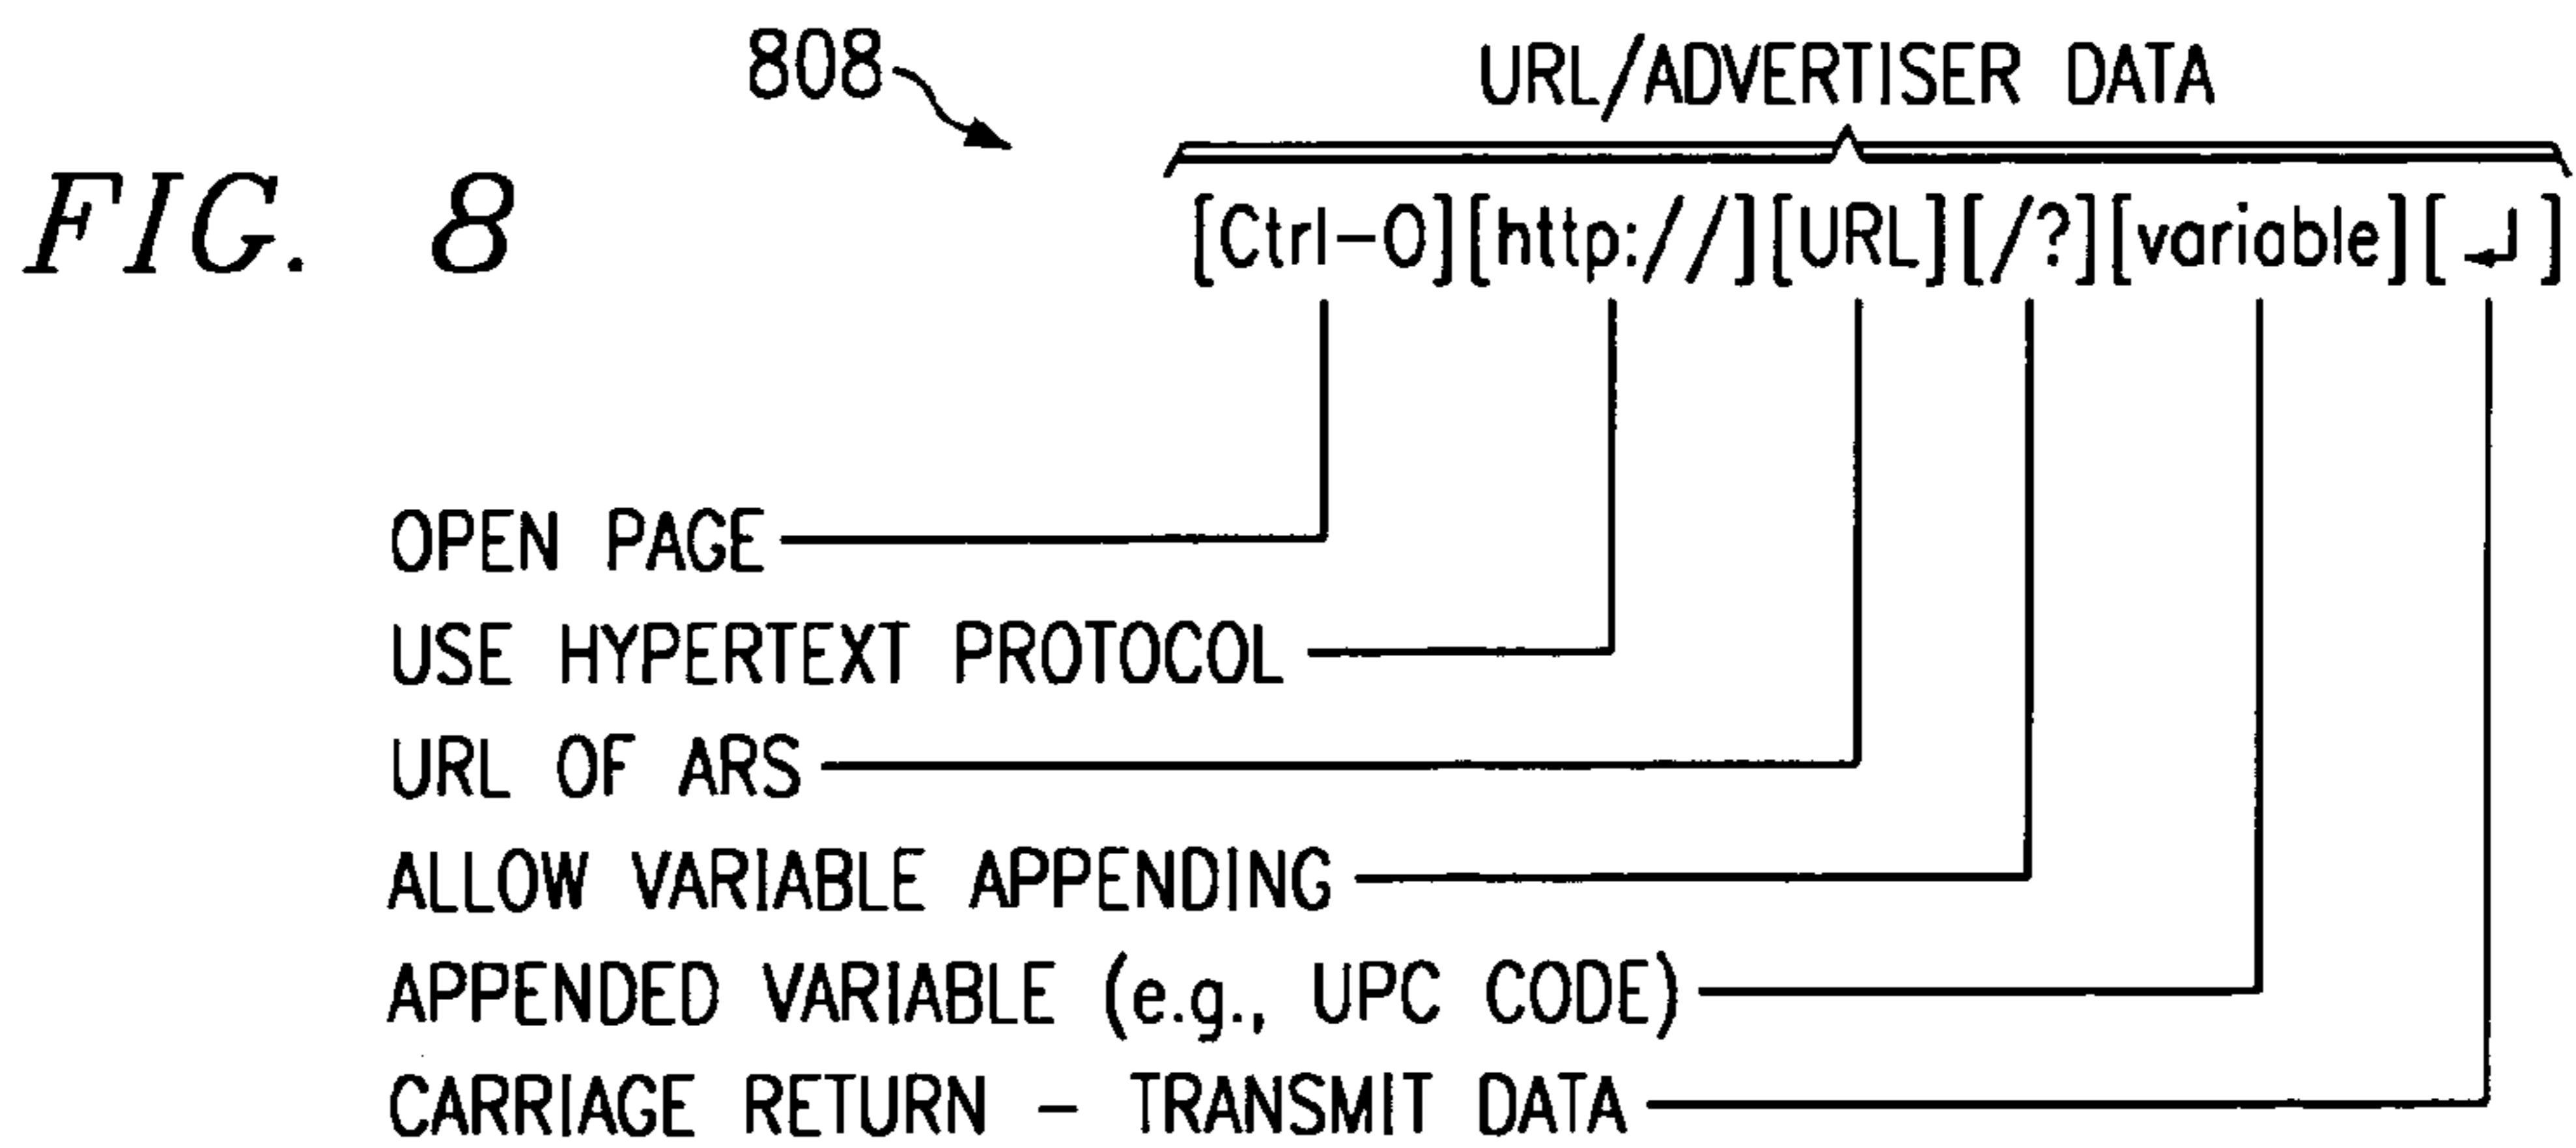 808
URL/ADVERTISER DATA
FIG. 8
[Ctrl-O][http://][URL][/?][variable][↵]
OPEN PAGE
USE HYPERTEXT PROTOCOL
URL OF ARS
ALLOW VARIABLE APPENDING
APPENDED VARIABLE (e.g., UPC CODE)
CARRIAGE RETURN – TRANSMIT DATA